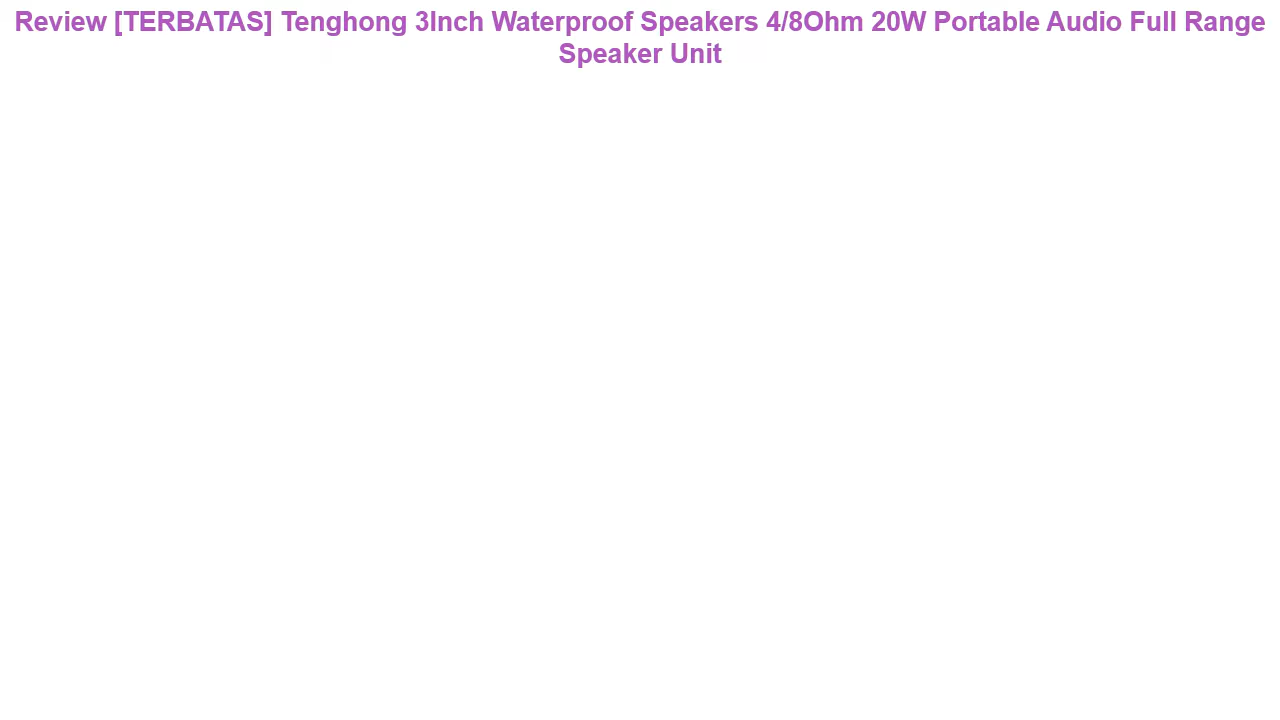 Review [TERBATAS] Tenghong 3Inch Waterproof Speakers 4/8Ohm 20W Portable Audio Full Range
Speaker Unit